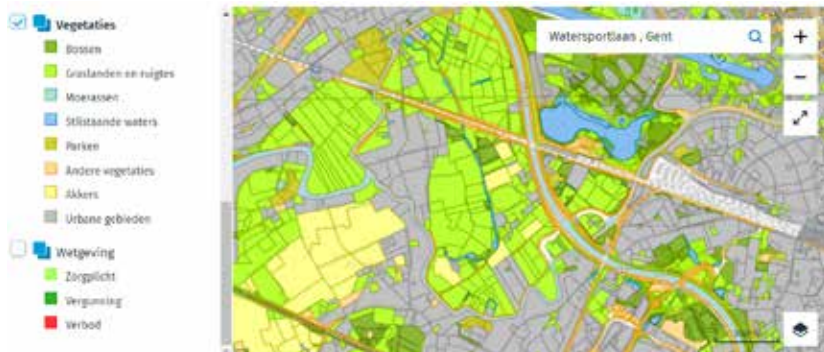 Vegetaties
Bossen
Graslanden en ruigtes
Moerassen
Stilstaande waters
Parken
Andere vegetaties
Akkers
Urbane gebieden
Wetgeving
Zorgplicht
Vergunning
Verbod
Watersportlaan , Gent